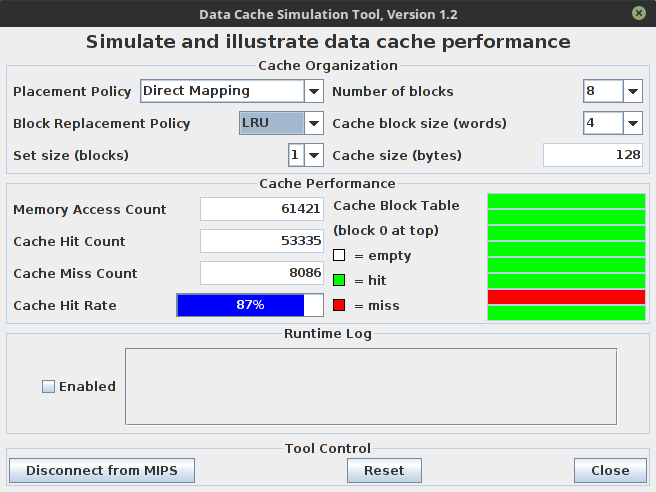 Data Cache Simulation Tool, Version 1.2
Simulate and illustrate data cache performance
Cache Organization
Placement Policy Direct Mapping Number of blocks 8
Block Replacement Policy LRU Cache block size (words) 4
Set size (blocks) 1 Cache size (bytes) 128
Cache Performance
Memory Access Count 61421
Cache Hit Count 53335
Cache Miss Count 8086
Cache Hit Rate 87%
Cache Block Table
(block 0 at top)
= empty
= hit
= miss
Runtime Log
Enabled
Tool Control
Disconnect from MIPS Reset Close